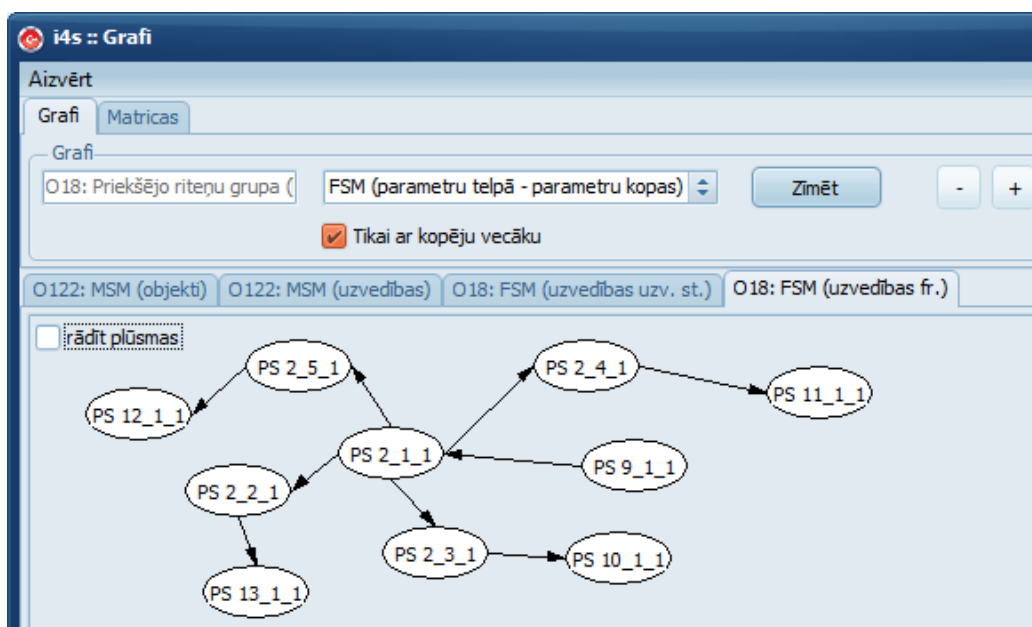 i4s :: Grafi
Aizvērt
Grafi
Matricas
Grafi
O18: Priekšējo riteņu grupa (
FSM (parametru telpā - parametru kopas)
Zīmēt
-
+
Tikai ar kopēju vecāku
O122: MSM (objekti)
O122: MSM (uzvedības)
O18: FSM (uzvedības uzv. st.)
O18: FSM (uzvedības fr.)
rādīt plūsmas
PS 2_5_1
PS 2_4_1
PS 12_1_1
PS 11_1_1
PS 2_1_1
PS 9_1_1
PS 2_2_1
PS 2_3_1
PS 10_1_1
PS 13_1_1